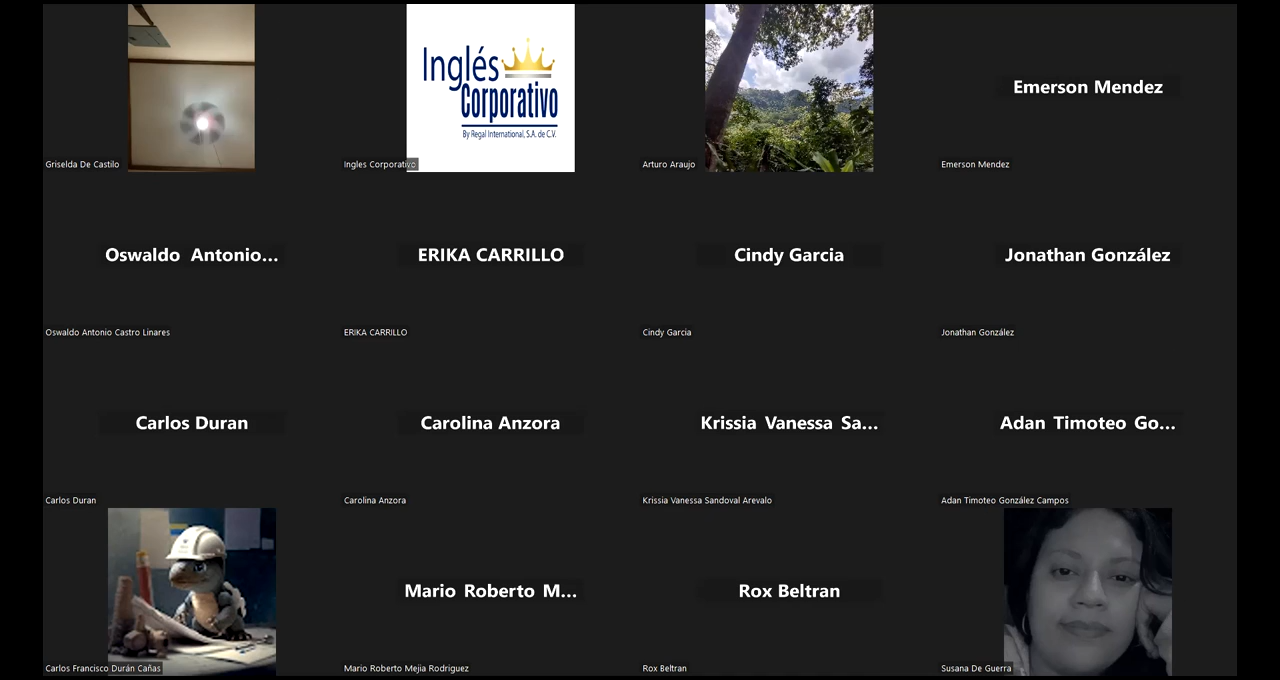 Griselda De Castilo
Inglés
Corporativo
By Regal International, S.A. de C.V.
Ingles Corporativo
Arturo Araujo
Emerson Mendez
Emerson Mendez
Oswaldo Antonio...
Oswaldo Antonio Castro Linares
ERIKA CARRILLO
ERIKA CARRILLO
Cindy Garcia
Cindy Garcia
Jonathan González
Jonathan González
Carlos Duran
Carlos Duran
Carolina Anzora
Carolina Anzora
Krissia Vanessa Sa...
Krissia Vanessa Sandoval Arevalo
Adan Timoteo Go...
Adan Timoteo González Campos
Carlos Francisco Durán Cañas
Mario Roberto M...
Mario Roberto Mejia Rodriguez
Rox Beltran
Rox Beltran
Susana De Guerra